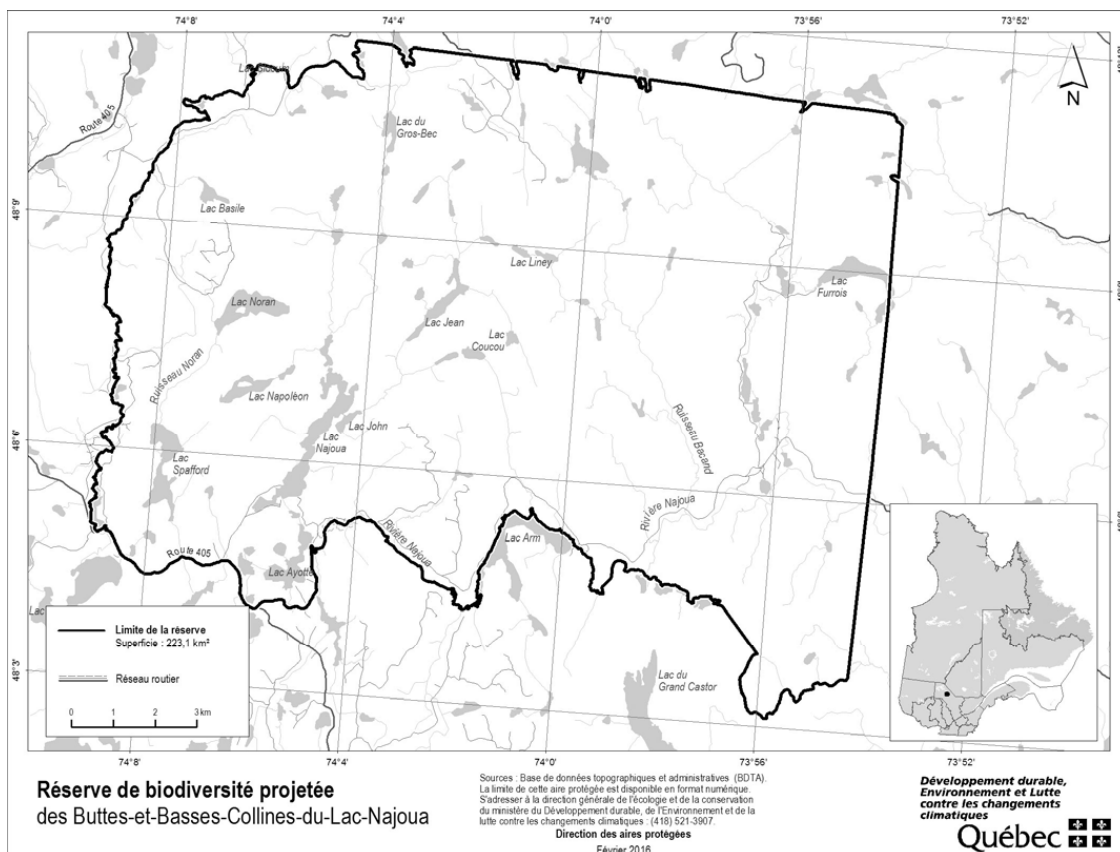 74°8'
74°4'
74°0'
73°56'
73°52'
Route 405
Lac du
Gros-Bec
N
48°9'
Lac Basile
Lac Liney
Lac
Furrois
Lac Noran
Lac Jean
Lac
Coucou
Ruisseau Noran
Lac Napoléon
Lac John
Lac
Najoua
Ruisseau Bacand
48°6'
Lac
Spafford
Rivière Najoua
Rivière Najoua
Lac Arm
Route 405
Lac Ayotte
Lac
Limite de la réserve
Superficie : 223,1 km²
Réseau routier
0 1 2 3 km
48°3'
Lac du
Grand Castor
74°8'
74°4'
74°0'
73°56'
73°52'
Réserve de biodiversité projetée
des Buttes-et-Basses-Collines-du-Lac-Najoua
Sources : Base de données topographiques et administratives (BDTA).
La limite de cette aire protégée est disponible en format numérique.
S'adresser à la direction générale de l'écologie et de la conservation
du ministère du Développement durable, de l'Environnement et de la
lutte contre les changements climatiques : (418) 521-3907.
Direction des aires protégées
Février 2016
Développement durable,
Environnement et Lutte
contre les changements
climatiques
Québec